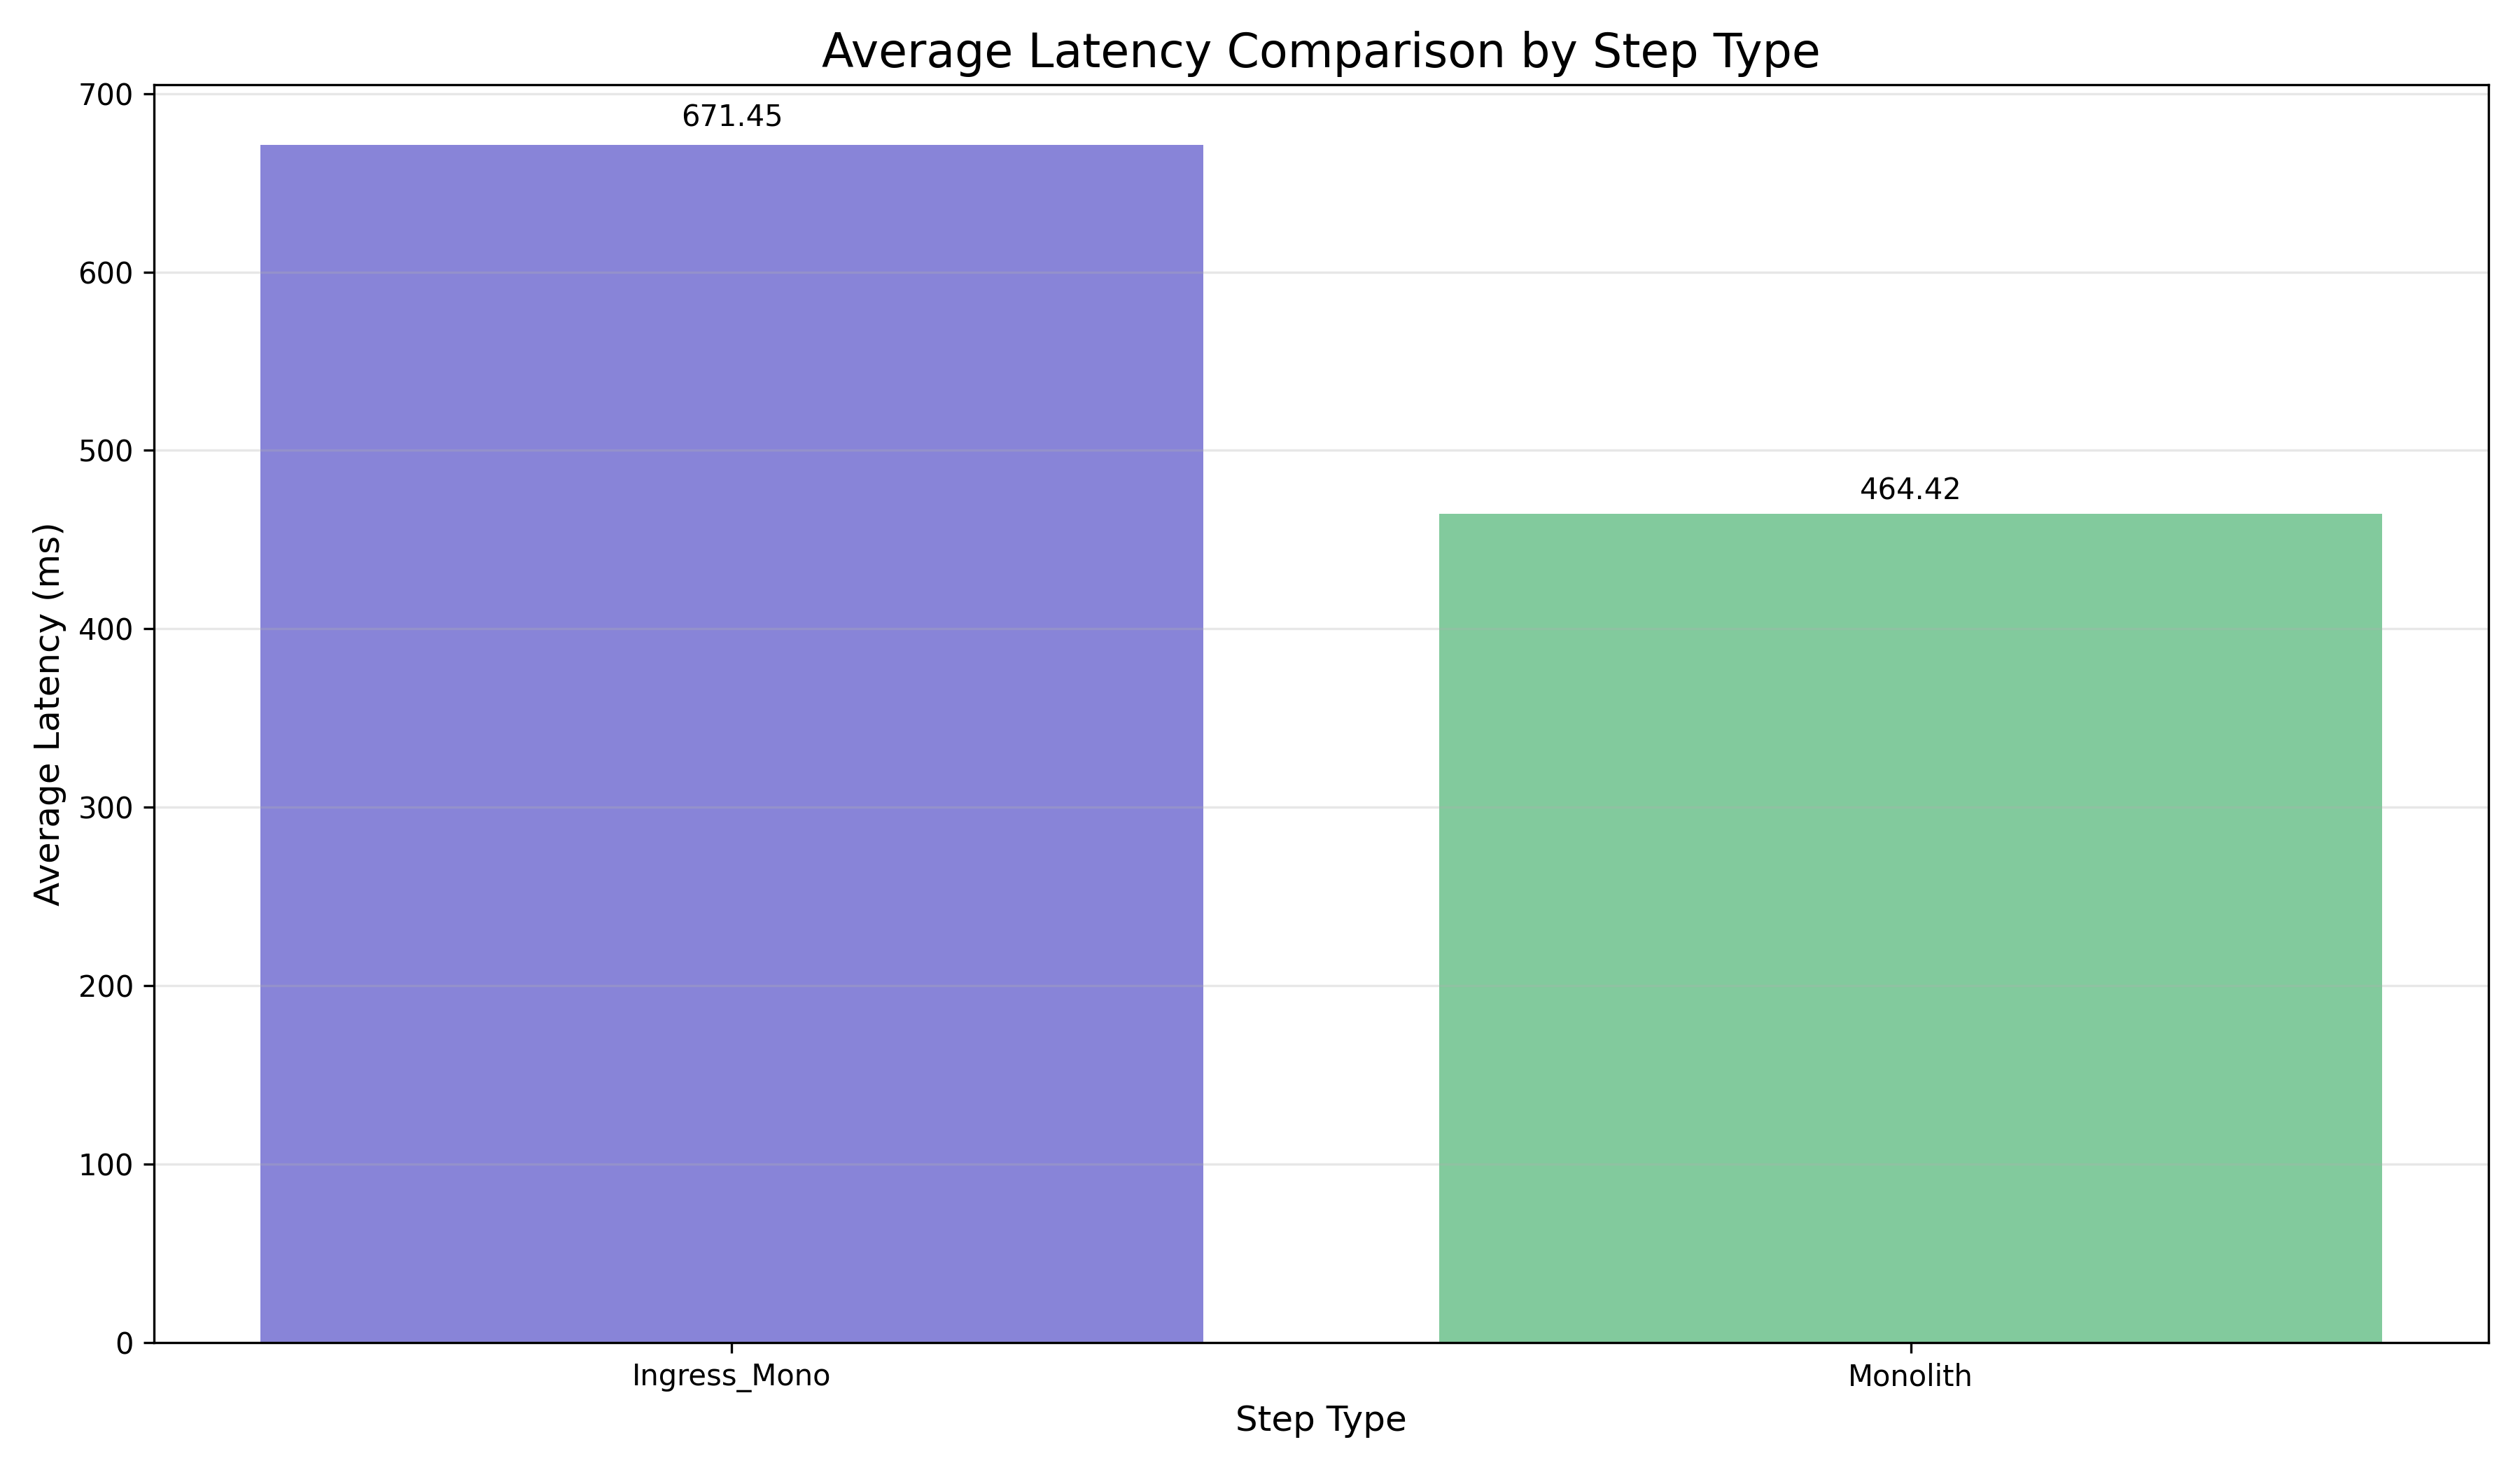 Average Latency Comparison by Step Type
Average Latency (ms)
700
600
500
400
300
200
100
0
671.45
464.42
Ingress_Mono
Monolith
Step Type